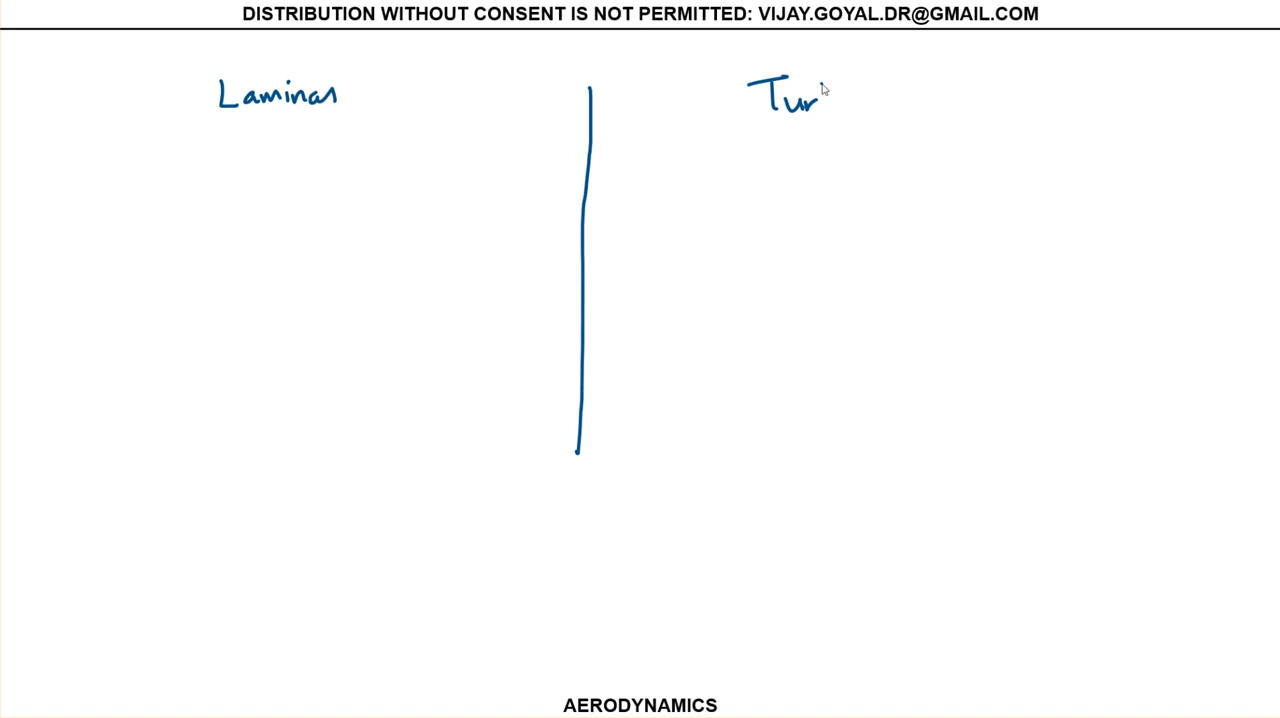 DISTRIBUTION WITHOUT CONSENT IS NOT PERMITTED: VIJAY.GOYAL.DR@GMAIL.COM
Laminar Tur
AERODYNAMICS